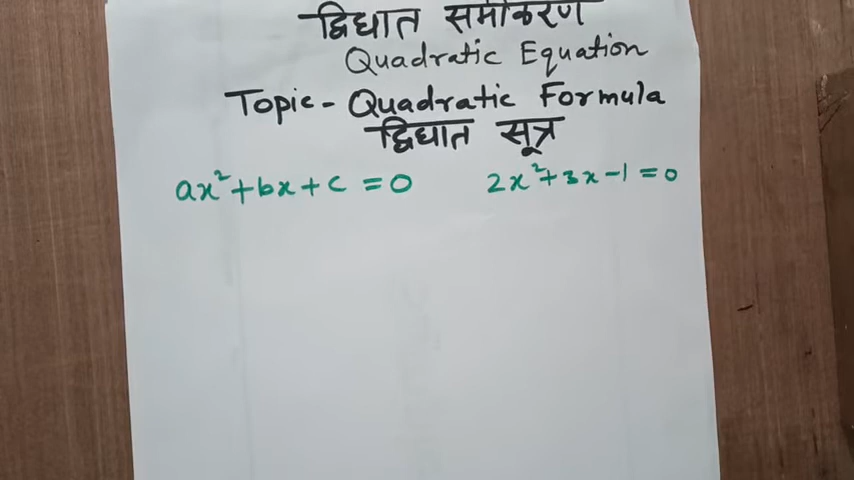 द्विघात समीकरण
Quadratic Equation
Topic - Quadratic Formula
द्विघात सूत्र
ax²+bx+c=0 2x²+3x-1=0